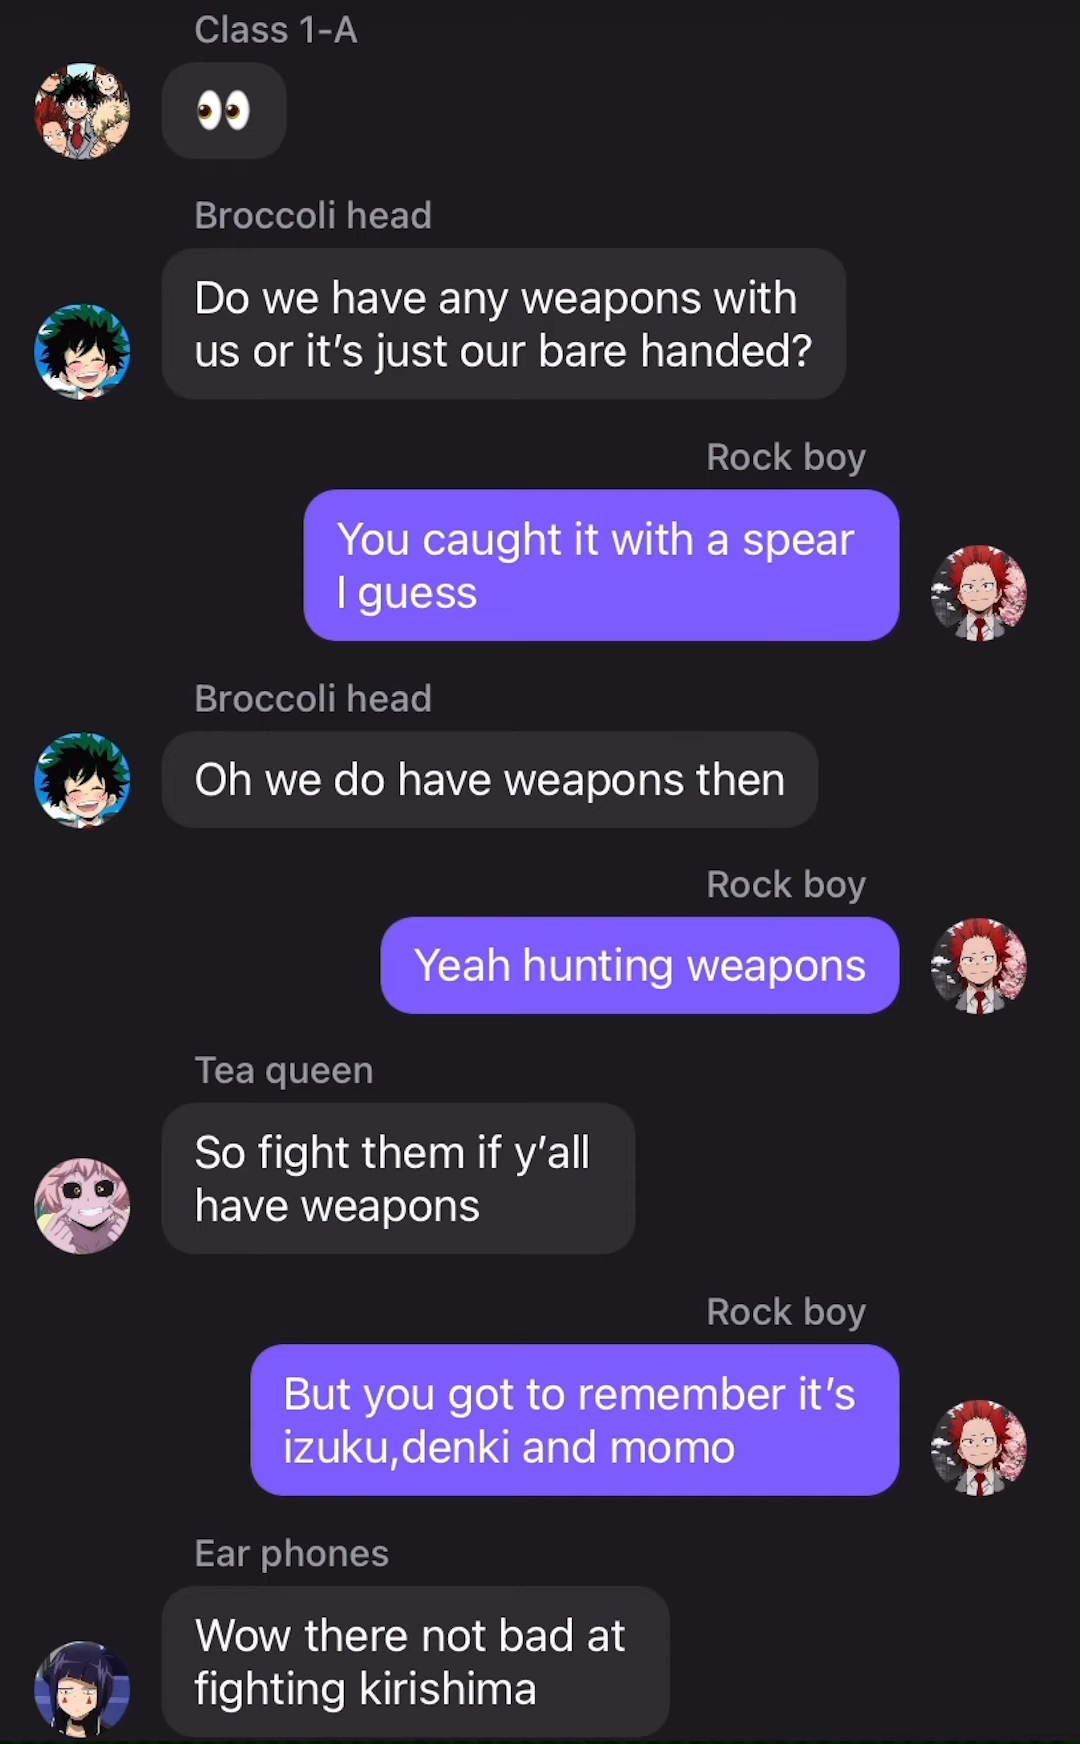 Class 1-A
👀
Broccoli head
Do we have any weapons with
us or it's just our bare handed?
Rock boy
You caught it with a spear
I guess
Broccoli head
Oh we do have weapons then
Rock boy
Yeah hunting weapons
Tea queen
So fight them if y'all
have weapons
Rock boy
But you got to remember it's
izuku,denki and momo
Ear phones
Wow there not bad at
fighting kirishima